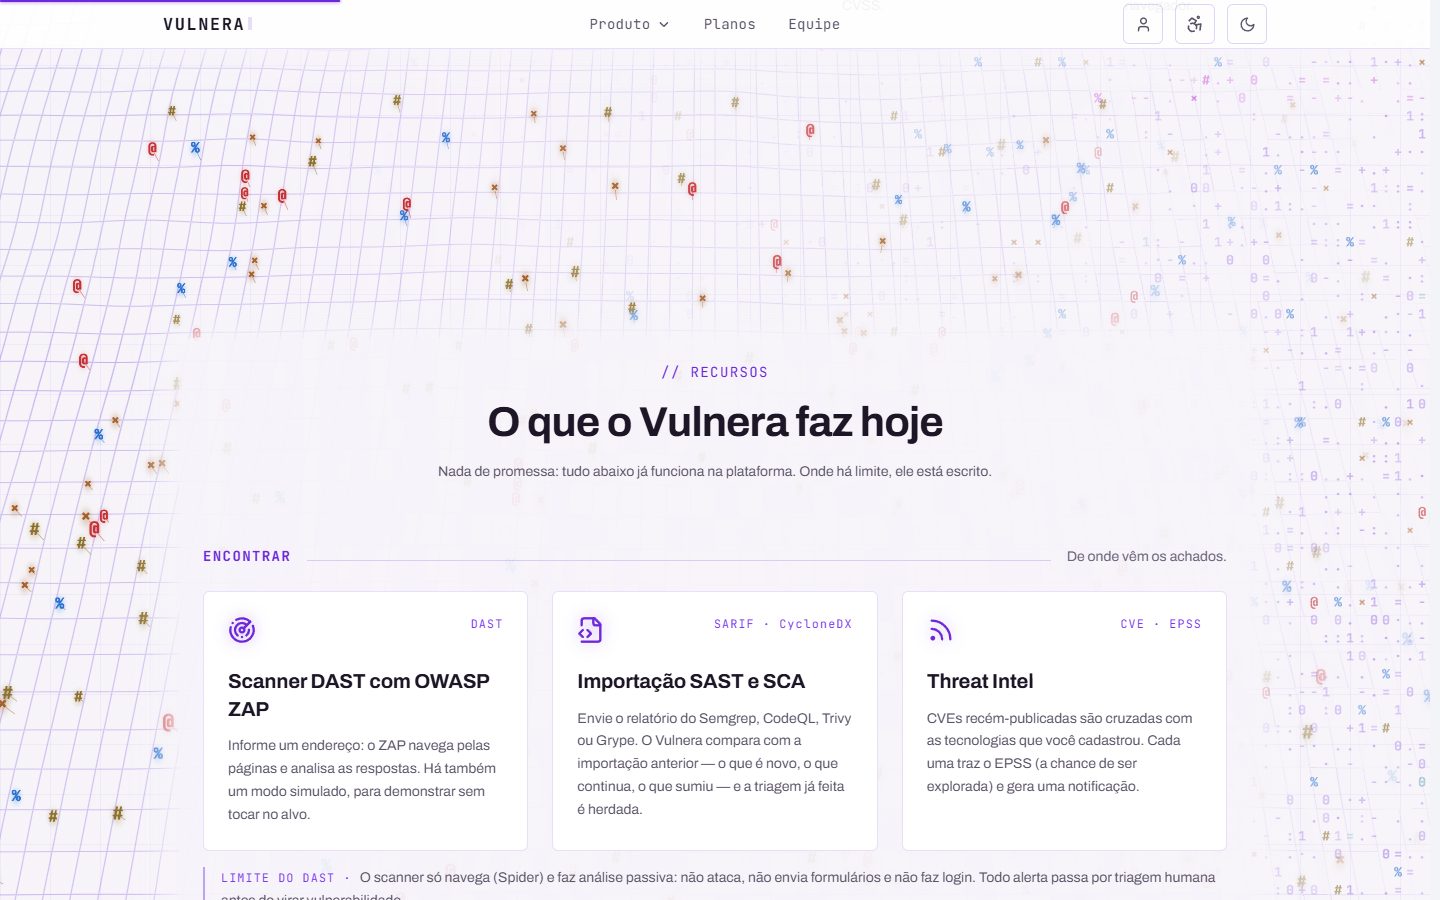 VULNERA
Produto
Planos
Equipe
// RECURSOS
O que o Vulnera faz hoje
Nada de promessa: tudo abaixo já funciona na plataforma. Onde há limite, ele está escrito.
ENCONTRAR
De onde vêm os achados.
DAST
Scanner DAST com OWASP
ZAP
Informe um endereço: o ZAP navega pelas
páginas e analisa as respostas. Há também
um modo simulado, para demonstrar sem
tocar no alvo.
SARIF · CycloneDX
Importação SAST e SCA
Envie o relatório do Semgrep, CodeQL, Trivy
ou Grype. O Vulnera compara com a
importação anterior — o que é novo, o que
continua, o que sumiu — e a triagem já feita
é herdada.
CVE · EPSS
Threat Intel
CVEs recém-publicadas são cruzadas com
as tecnologias que você cadastrou. Cada
uma traz o EPSS (a chance de ser
explorada) e gera uma notificação.
LIMITE DO DAST · O scanner só navega (Spider) e faz análise passiva: não ataca, não envia formulários e não faz login. Todo alerta passa por triagem humana
antes de virar vulnerabilidade.